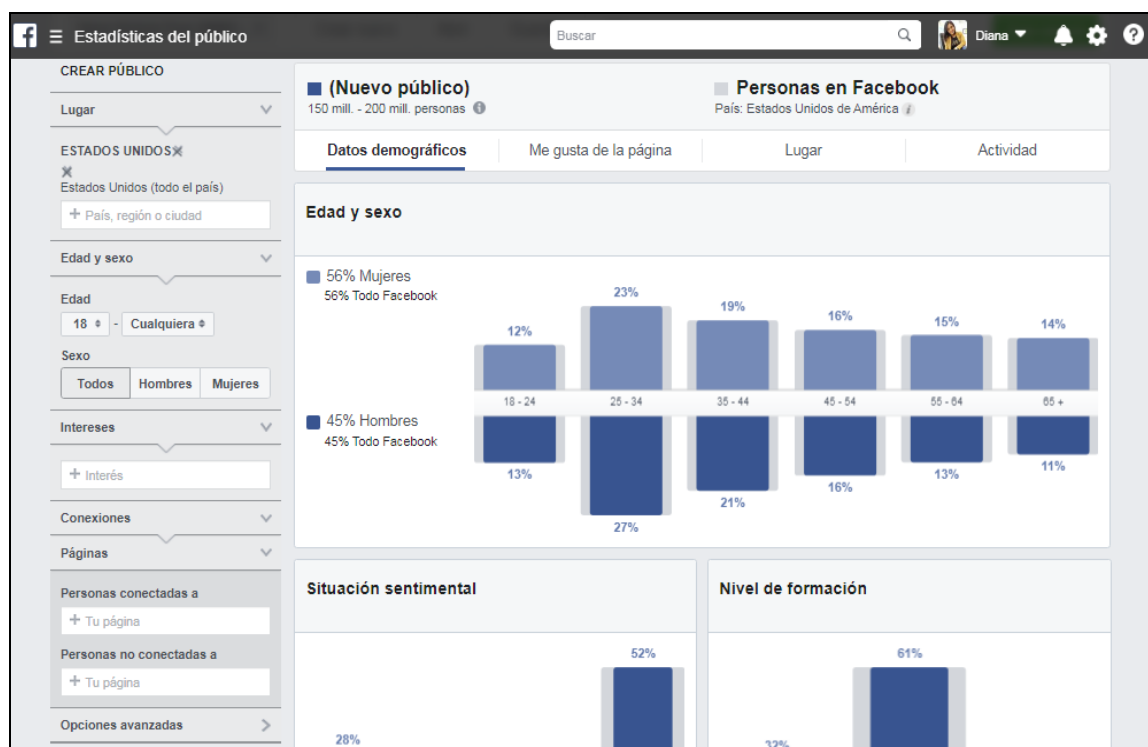 Estadísticas del público
Buscar
Diana
CREAR PÚBLICO
Lugar
ESTADOS UNIDOS
Estados Unidos (todo el país)
+ País, región o ciudad
Edad y sexo
Edad
18 - Cualquiera
Sexo
Todos Hombres Mujeres
Intereses
+ Interés
Conexiones
Páginas
Personas conectadas a
+ Tu página
Personas no conectadas a
+ Tu página
Opciones avanzadas
(Nuevo público)
150 mill. - 200 mill. personas
Personas en Facebook
País: Estados Unidos de América
Datos demográficos Me gusta de la página Lugar Actividad
Edad y sexo
56% Mujeres
56% Todo Facebook
12% 23% 19% 16% 15% 14%
18 - 24 25 - 34 35 - 44 45 - 54 55 - 64 65 +
45% Hombres
45% Todo Facebook
13% 27% 21% 16% 13% 11%
Situación sentimental
52%
28%
Nivel de formación
61%